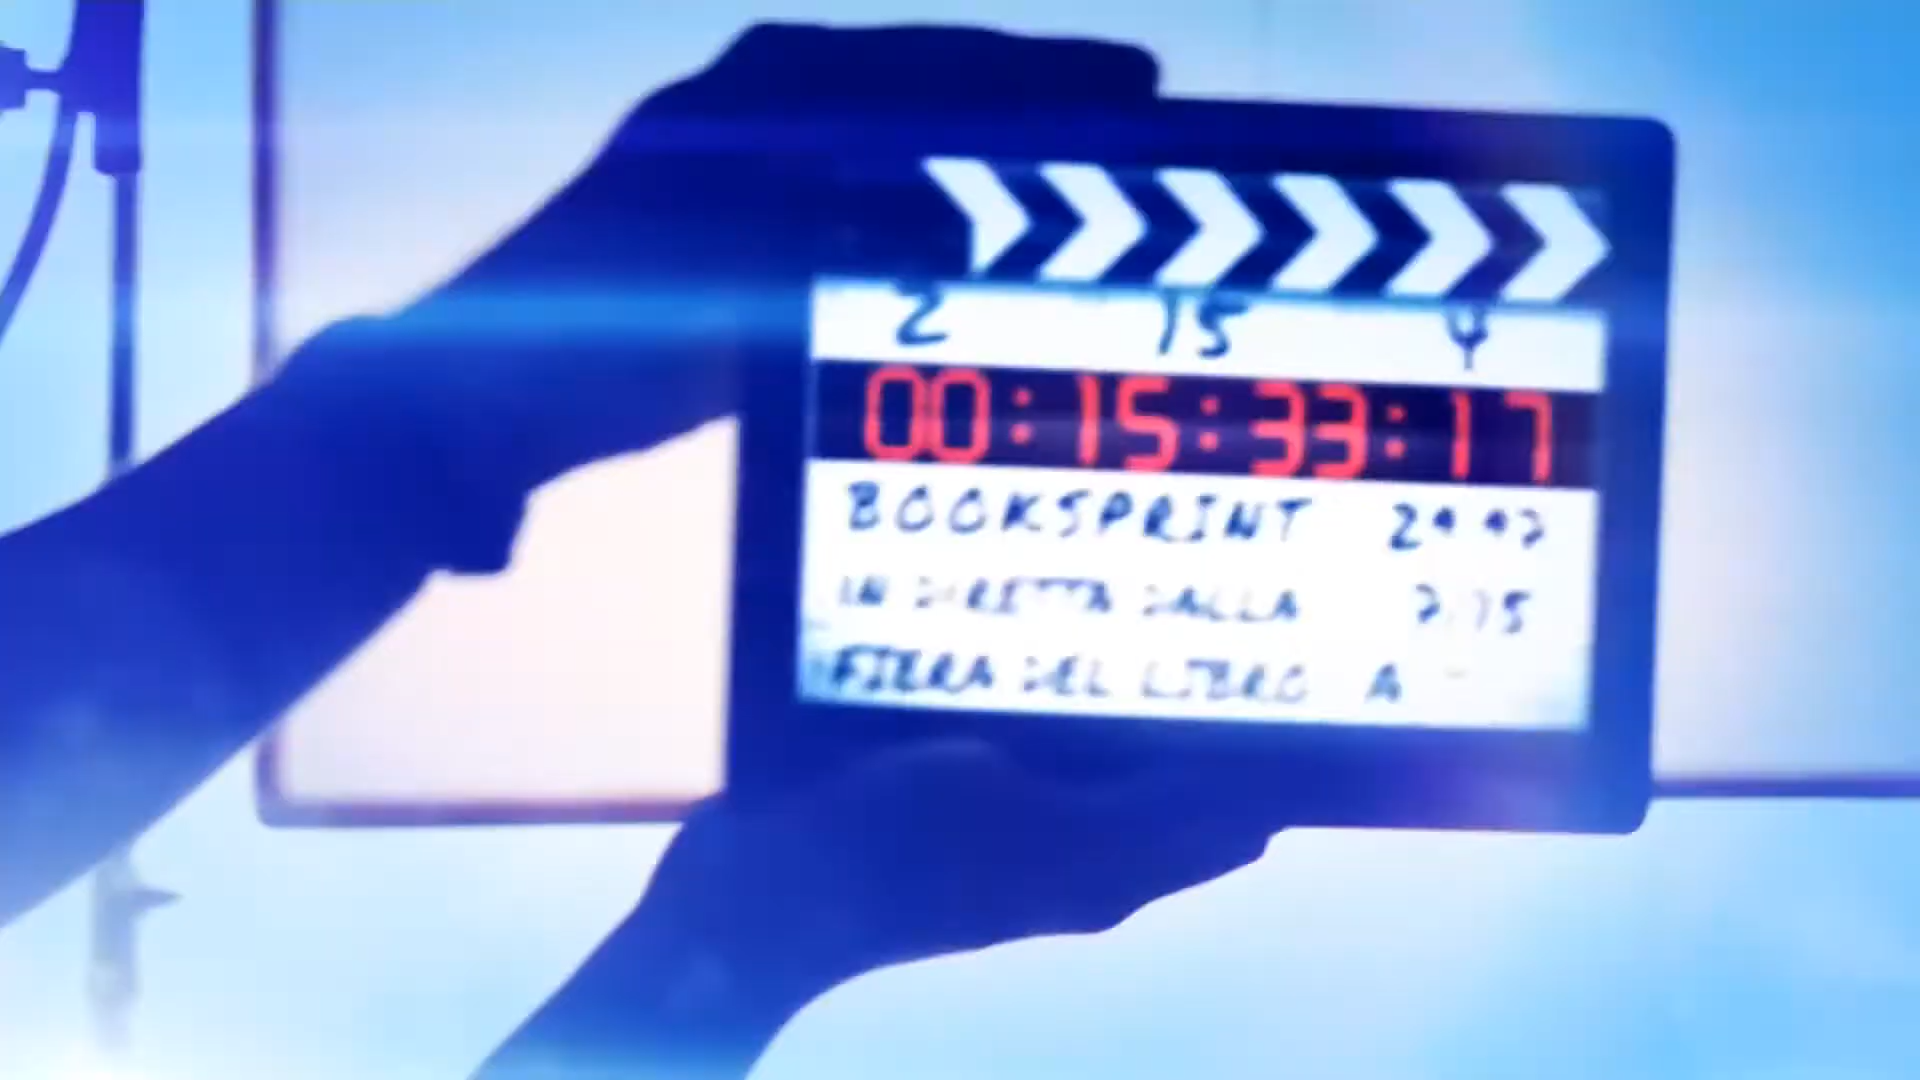 2 15 4
00:15:33:17
BOOKSPRINT
IN DIRETTA DALLA
FIERA DEL LIBRO A